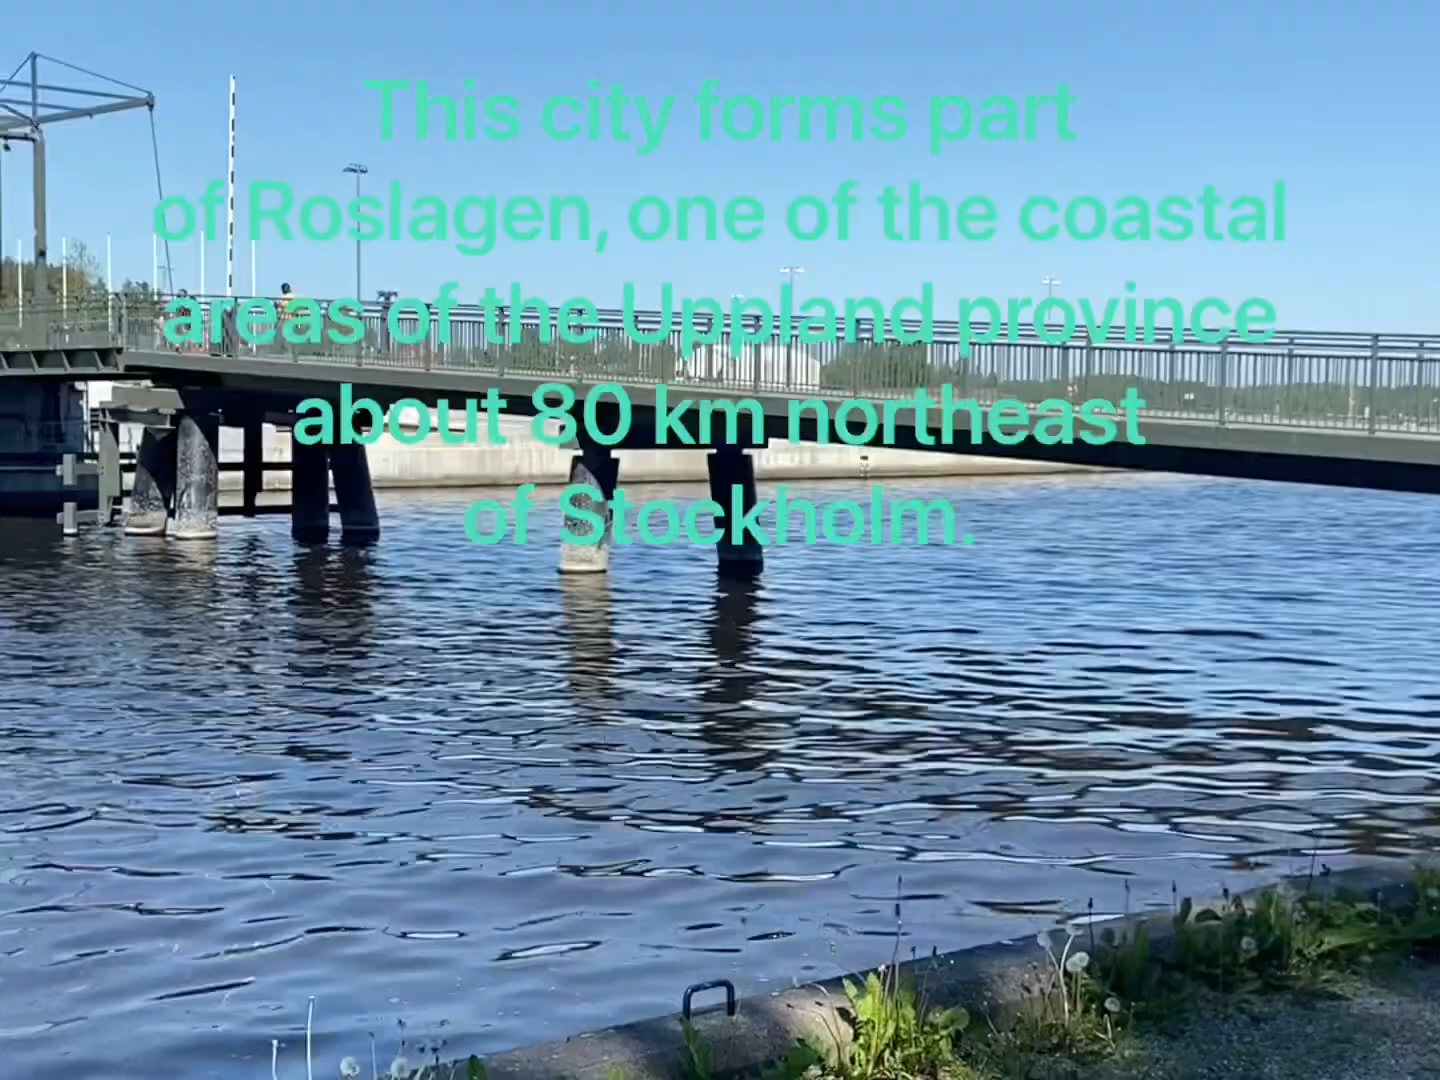 This city forms part
of Roslagen, one of the coastal
areas of the Uppland province
about 80 km northeast
of Stockholm.